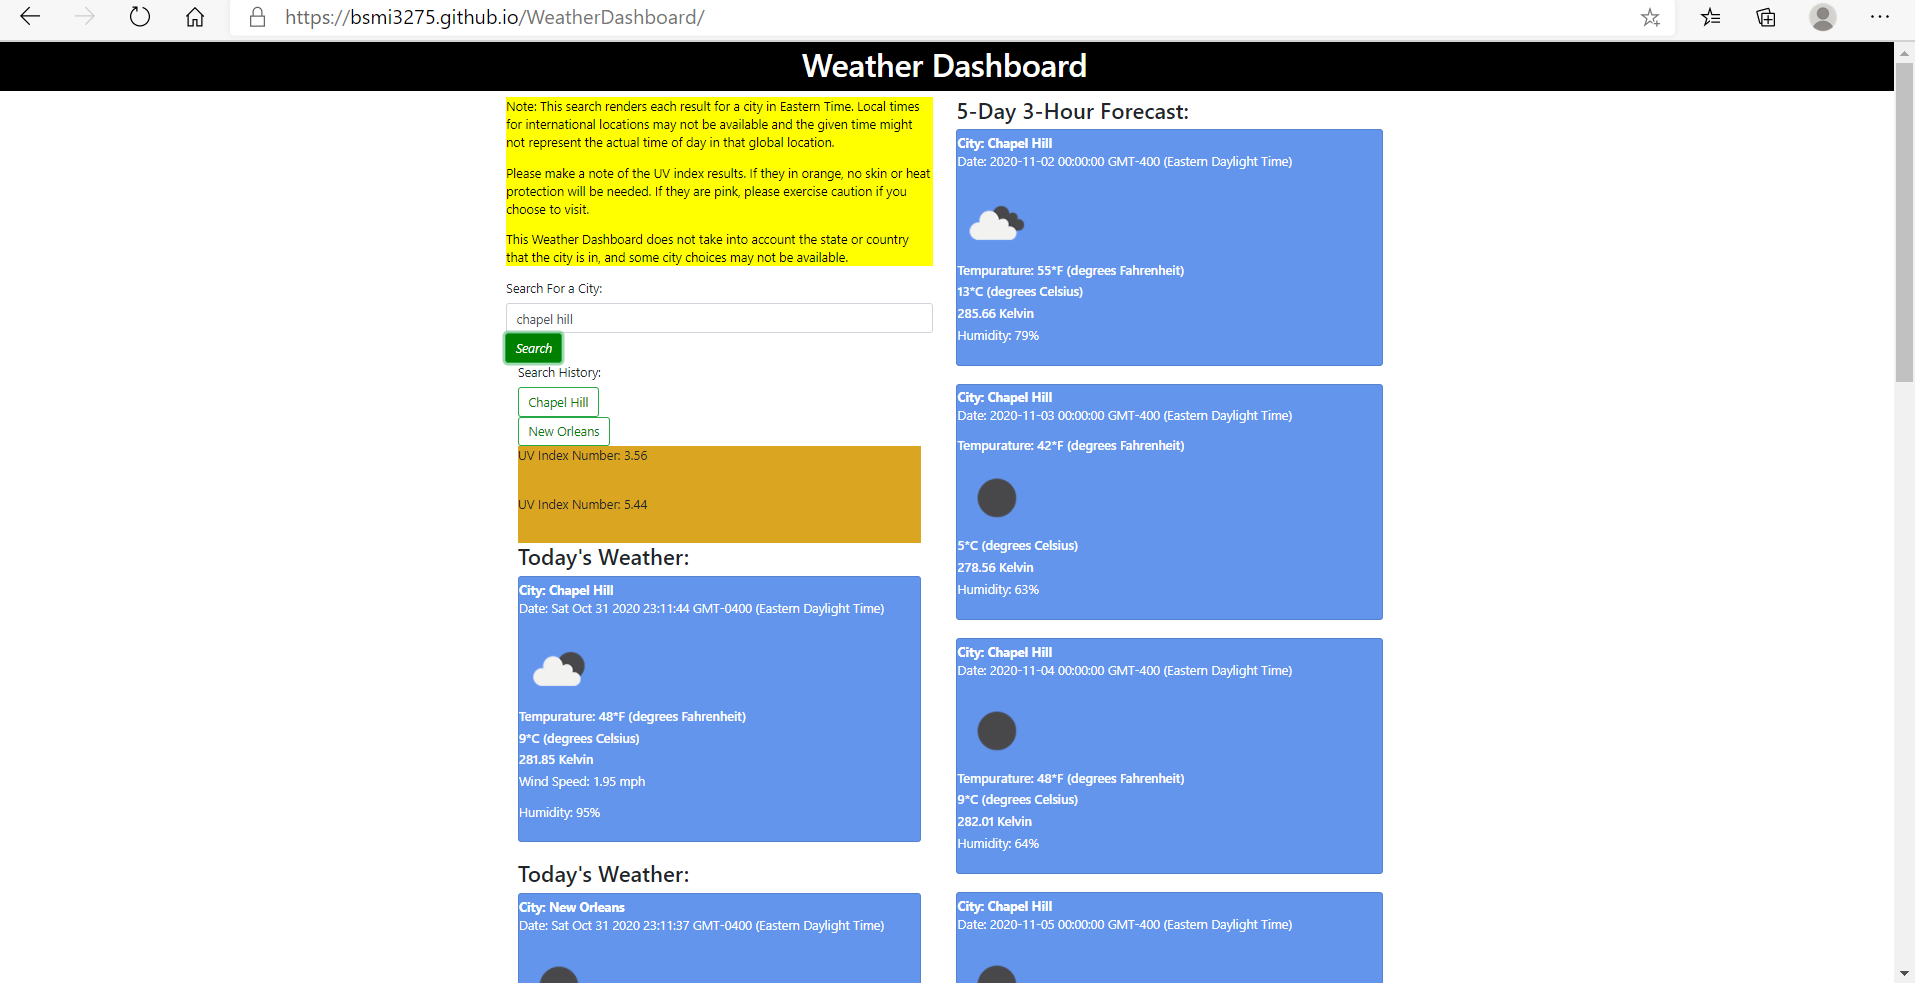 https://bsmi3275.github.io/WeatherDashboard/
Weather Dashboard
Note: This search renders each result for a city in Eastern Time. Local times
for international locations may not be available and the given time might
not represent the actual time of day in that global location.
Please make a note of the UV index results. If they in orange, no skin or heat
protection will be needed. If they are pink, please exercise caution if you
choose to visit.
This Weather Dashboard does not take into account the state or country
that the city is in, and some city choices may not be available.
Search For a City:
chapel hill
Search
Search History:
Chapel Hill
New Orleans
UV Index Number: 3.56
UV Index Number: 5.44
Today's Weather:
City: Chapel Hill
Date: Sat Oct 31 2020 23:11:44 GMT-0400 (Eastern Daylight Time)
Tempurature: 48*F (degrees Fahrenheit)
9*C (degrees Celsius)
281.85 Kelvin
Wind Speed: 1.95 mph
Humidity: 95%
Today's Weather:
City: New Orleans
Date: Sat Oct 31 2020 23:11:37 GMT-0400 (Eastern Daylight Time)
5-Day 3-Hour Forecast:
City: Chapel Hill
Date: 2020-11-02 00:00:00 GMT-400 (Eastern Daylight Time)
Tempurature: 55*F (degrees Fahrenheit)
13*C (degrees Celsius)
285.66 Kelvin
Humidity: 79%
City: Chapel Hill
Date: 2020-11-03 00:00:00 GMT-400 (Eastern Daylight Time)
Tempurature: 42*F (degrees Fahrenheit)
5*C (degrees Celsius)
278.56 Kelvin
Humidity: 63%
City: Chapel Hill
Date: 2020-11-04 00:00:00 GMT-400 (Eastern Daylight Time)
Tempurature: 48*F (degrees Fahrenheit)
9*C (degrees Celsius)
282.01 Kelvin
Humidity: 64%
City: Chapel Hill
Date: 2020-11-05 00:00:00 GMT-400 (Eastern Daylight Time)